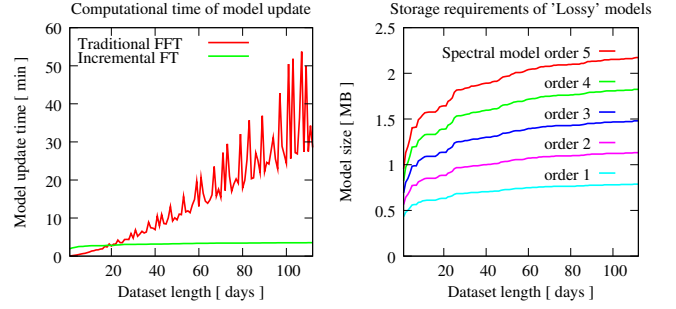 Computational time of model update
Traditional FFT
Incremental FT
60
50
40
30
20
10
0
20 40 60 80 100
Model update time [ min ]
Dataset length [ days ]
Storage requirements of 'Lossy' models
Spectral model order 5
order 4
order 3
order 2
order 1
2.5
2
1.5
1
0.5
0
20 40 60 80 100
Model size [ MB ]
Dataset length [ days ]